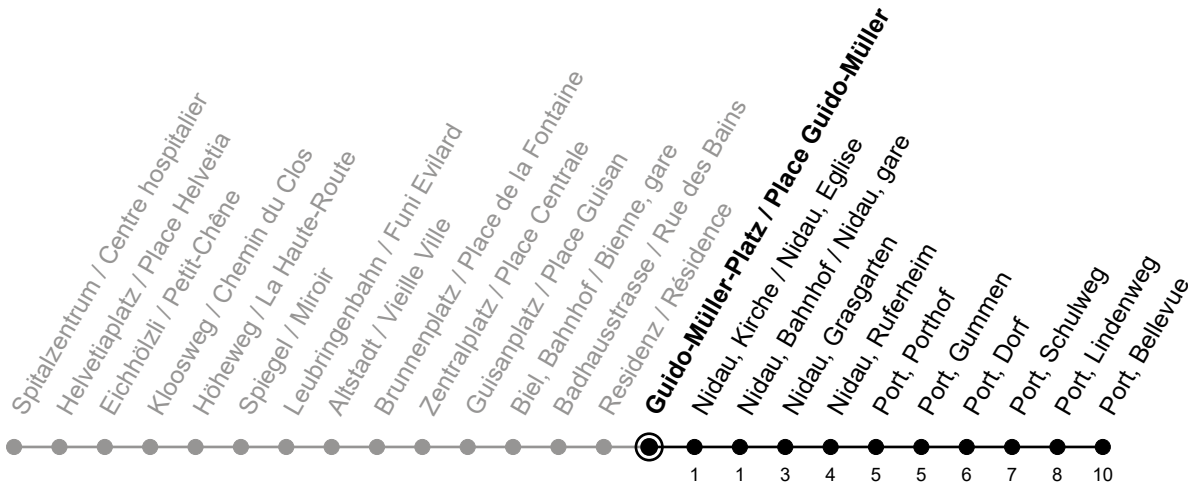 Spitalzentrum / Centre hospitalier
Helvetiaplatz / Place Helvetia
Eichhölzli / Petit-Chêne
Kloosweg / Chemin du Clos
Höheweg / La Haute-Route
Spiegel / Miroir
Leubringenbahn / Funi Evilard
Altstadt / Vieille Ville
Brunnenplatz / Place de la Fontaine
Zentralplatz / Place Centrale
Guisanplatz / Place Guisan
Biel, Bahnhof / Bienne, gare
Badhausstrasse / Rue des Bains
Residenz / Résidence
Guido-Müller-Platz / Place Guido-Müller
Nidau, Kirche / Nidau, Eglise
Nidau, Bahnhof / Nidau, gare
Nidau, Grasgarten
Nidau, Ruferheim
Port, Porthof
Port, Gummen
Port, Dorf
Port, Schulweg
Port, Lindenweg
Port, Bellevue
1 1 3 4 5 5 6 7 8 10